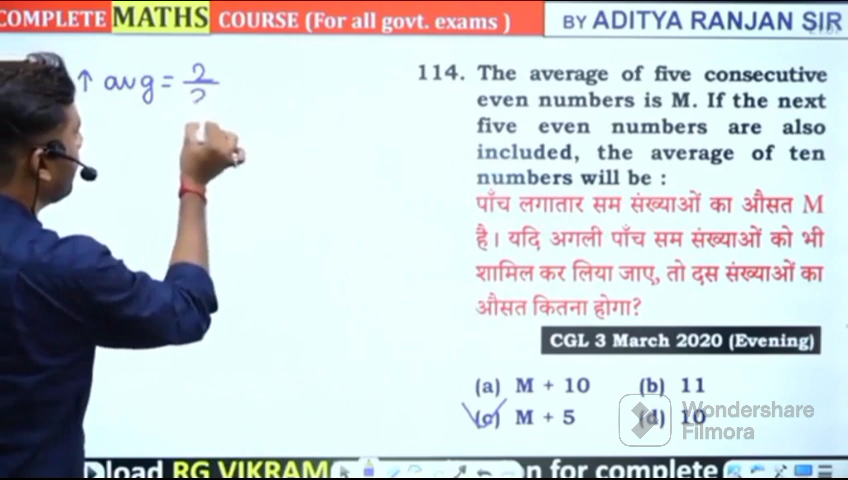 COMPLETE MATHS COURSE (For all govt. exams )
BY ADITYA RANJAN SIR
↑ avg = 2/2
114. The average of five consecutive
even numbers is M. If the next
five even numbers are also
included, the average of ten
numbers will be :
पाँच लगातार सम संख्याओं का औसत M
है। यदि अगली पाँच सम संख्याओं को भी
शामिल कर लिया जाए, तो दस संख्याओं का
औसत कितना होगा?
CGL 3 March 2020 (Evening)
(a) M + 10 (b) 11
(c) M + 5 (d) 10
Wondershare
Filmora
load RG VIKRAM
n for complete